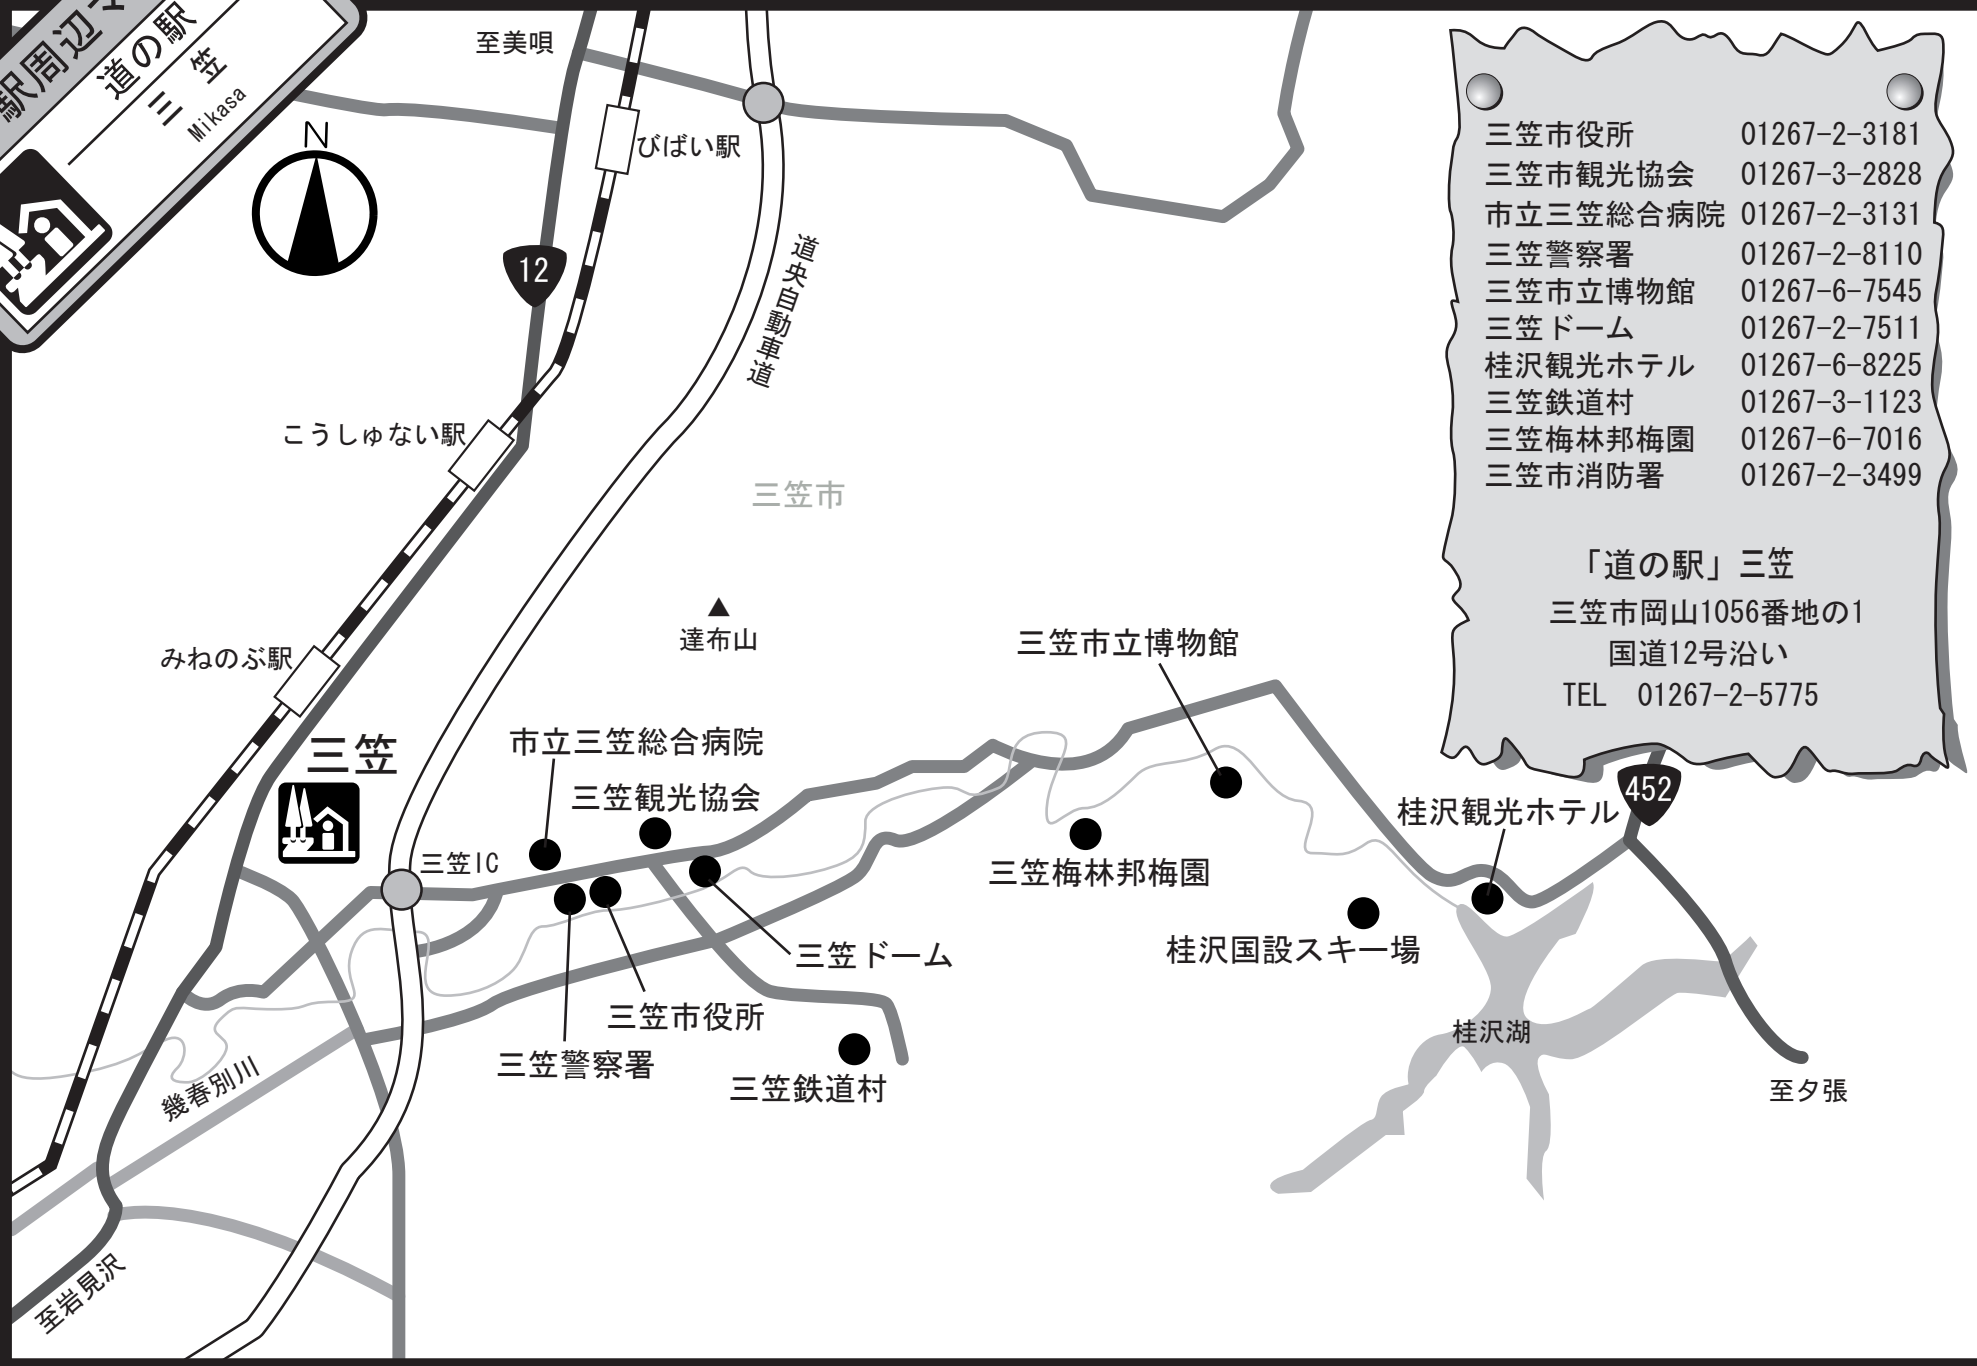 駅周辺マ
道の駅
三笠
Mikasa
N
至美唄
びばい駅
12
道央自動車道
こうしゅない駅
三笠市
達布山
みねのぶ駅
三笠
三笠IC
市立三笠総合病院
三笠観光協会
三笠市立博物館
三笠梅林邦梅園
桂沢観光ホテル
452
桂沢国設スキー場
三笠ドーム
三笠市役所
三笠警察署
三笠鉄道村
桂沢湖
至夕張
幾春別川
至岩見沢
三笠市役所 01267-2-3181
三笠市観光協会 01267-3-2828
市立三笠総合病院 01267-2-3131
三笠警察署 01267-2-8110
三笠市立博物館 01267-6-7545
三笠ドーム 01267-2-7511
桂沢観光ホテル 01267-6-8225
三笠鉄道村 01267-3-1123
三笠梅林邦梅園 01267-6-7016
三笠市消防署 01267-2-3499
「道の駅」三笠
三笠市岡山1056番地の1
国道12号沿い
TEL 01267-2-5775